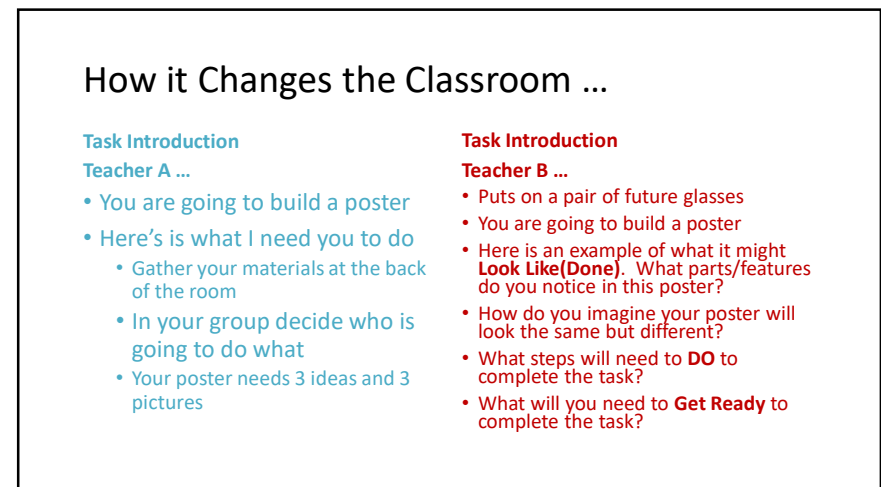 How it Changes the Classroom …
Task Introduction
Teacher A …
• You are going to build a poster
• Here's is what I need you to do
• Gather your materials at the back
of the room
• In your group decide who is
going to do what
• Your poster needs 3 ideas and 3
pictures
Task Introduction
Teacher B …
• Puts on a pair of future glasses
• You are going to build a poster
• Here is an example of what it might
Look Like(Done). What parts/features
do you notice in this poster?
• How do you imagine your poster will
look the same but different?
• What steps will need to DO to
complete the task?
• What will you need to Get Ready to
complete the task?